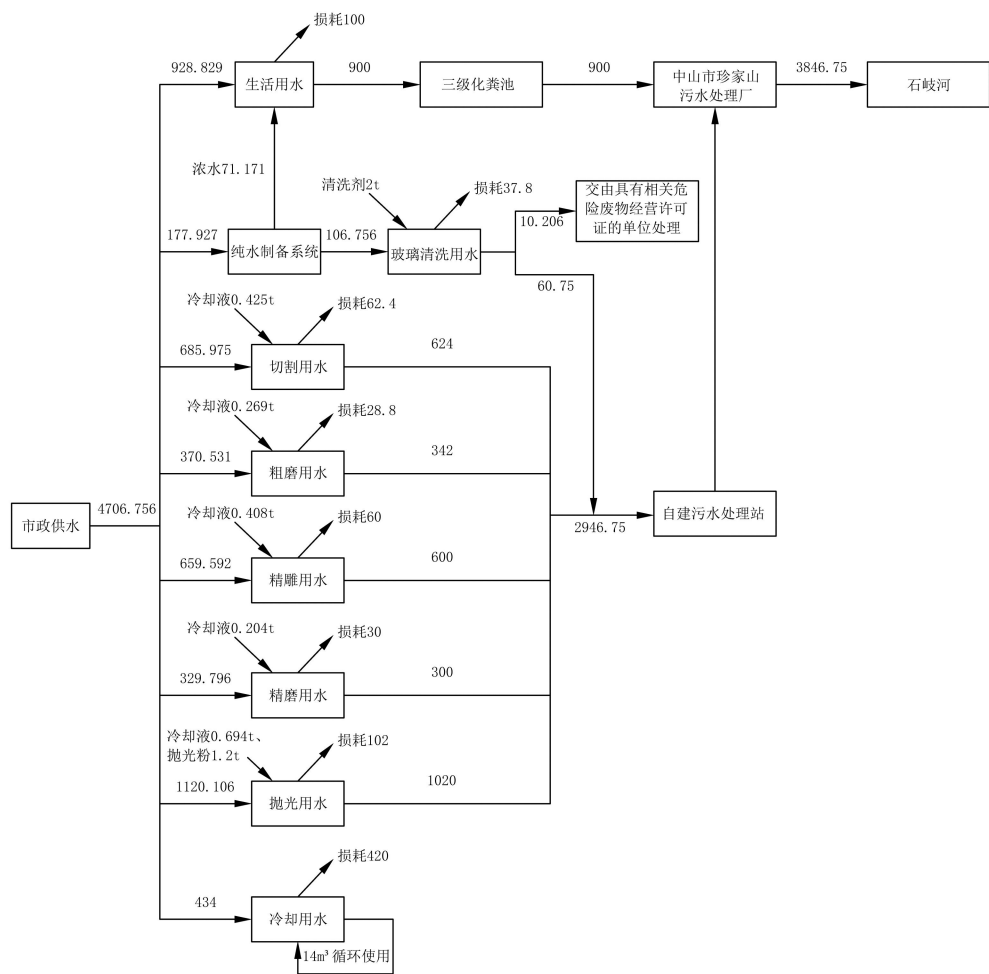 损耗100
928.829
生活用水
900
三级化粪池
900
中山市珍家山
污水处理厂
3846.75
石岐河
浓水71.171
清洗剂2t
损耗37.8
交由具有相关危
险废物经营许可
证的单位处理
10.206
177.927
纯水制备系统
106.756
玻璃清洗用水
60.75
冷却液0.425t
损耗62.4
685.975
切割用水
624
冷却液0.269t
损耗28.8
370.531
粗磨用水
342
市政供水
4706.756
冷却液0.408t
损耗60
659.592
精雕用水
600
2946.75
自建污水处理站
冷却液0.204t
损耗30
329.796
精磨用水
300
冷却液0.694t、
抛光粉1.2t
损耗102
1120.106
抛光用水
1020
损耗420
434
冷却用水
14m³循环使用